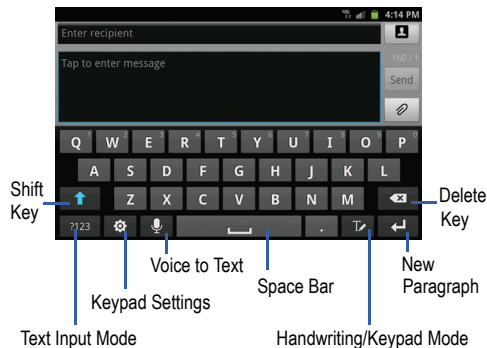 4:14 PM
Enter recipient
Tap to enter message
160 / 1
Send
Q 1 W 2 E 3 R 4 T 5 Y 6 U 7 I 8 O 9 P 0
A S D F G H J K L
Z X C V B N M
?123 .
Shift
Key
Delete
Key
Voice to Text
Space Bar
New
Paragraph
Keypad Settings
Text Input Mode
Handwriting/Keypad Mode